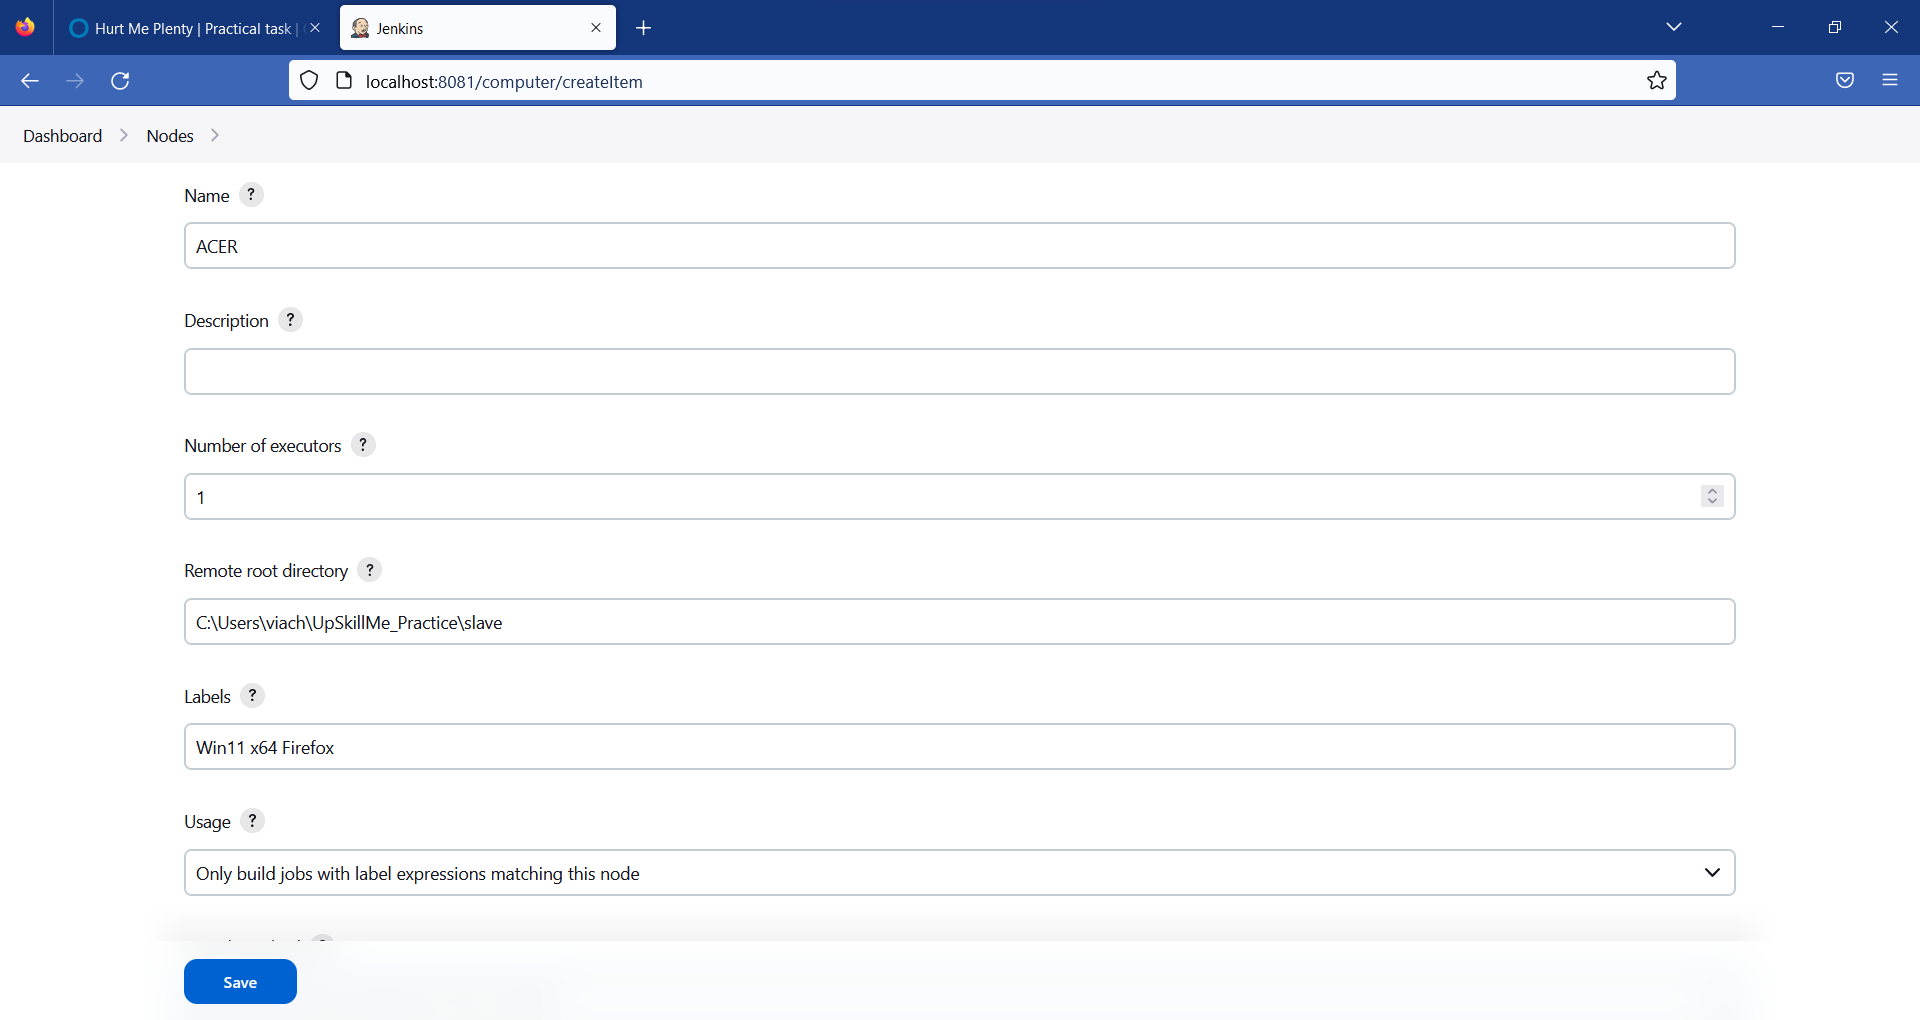 Hurt Me Plenty | Practical task |
Jenkins
localhost:8081/computer/createItem
Dashboard
Nodes
Name ?
ACER
Description ?
Number of executors ?
1
Remote root directory ?
C:\Users\viach\UpSkillMe_Practice\slave
Labels ?
Win11 x64 Firefox
Usage ?
Only build jobs with label expressions matching this node
Save